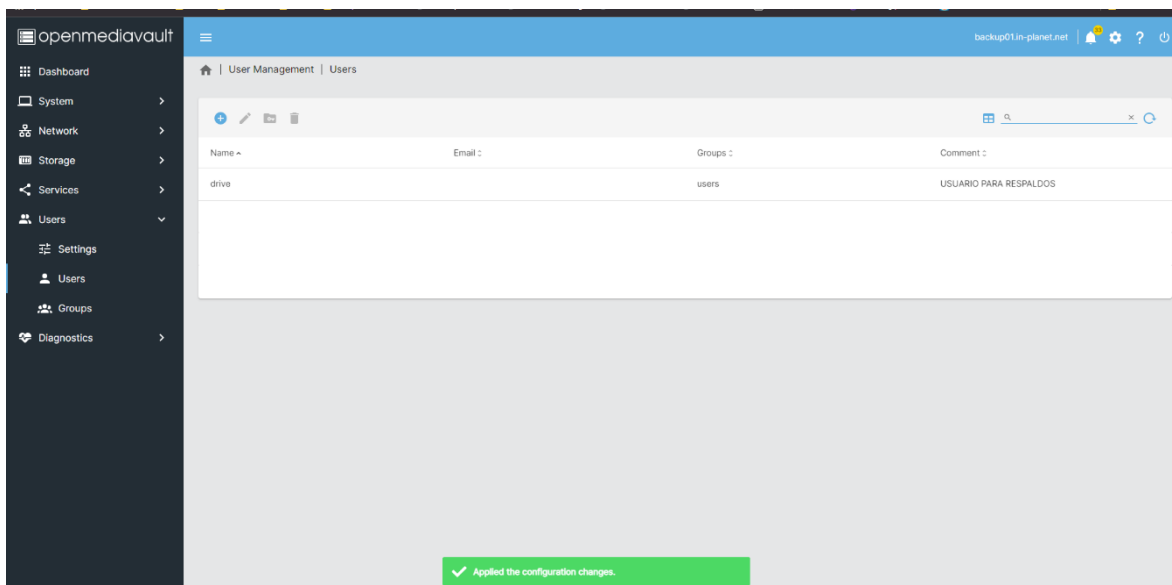 openmediavault
backup01.in-planet.net
33
?
Dashboard
| User Management | Users
System
Network
Name Email Groups Comment
Storage
drive users USUARIO PARA RESPALDOS
Services
Users
Settings
Users
Groups
Diagnostics
Applied the configuration changes.